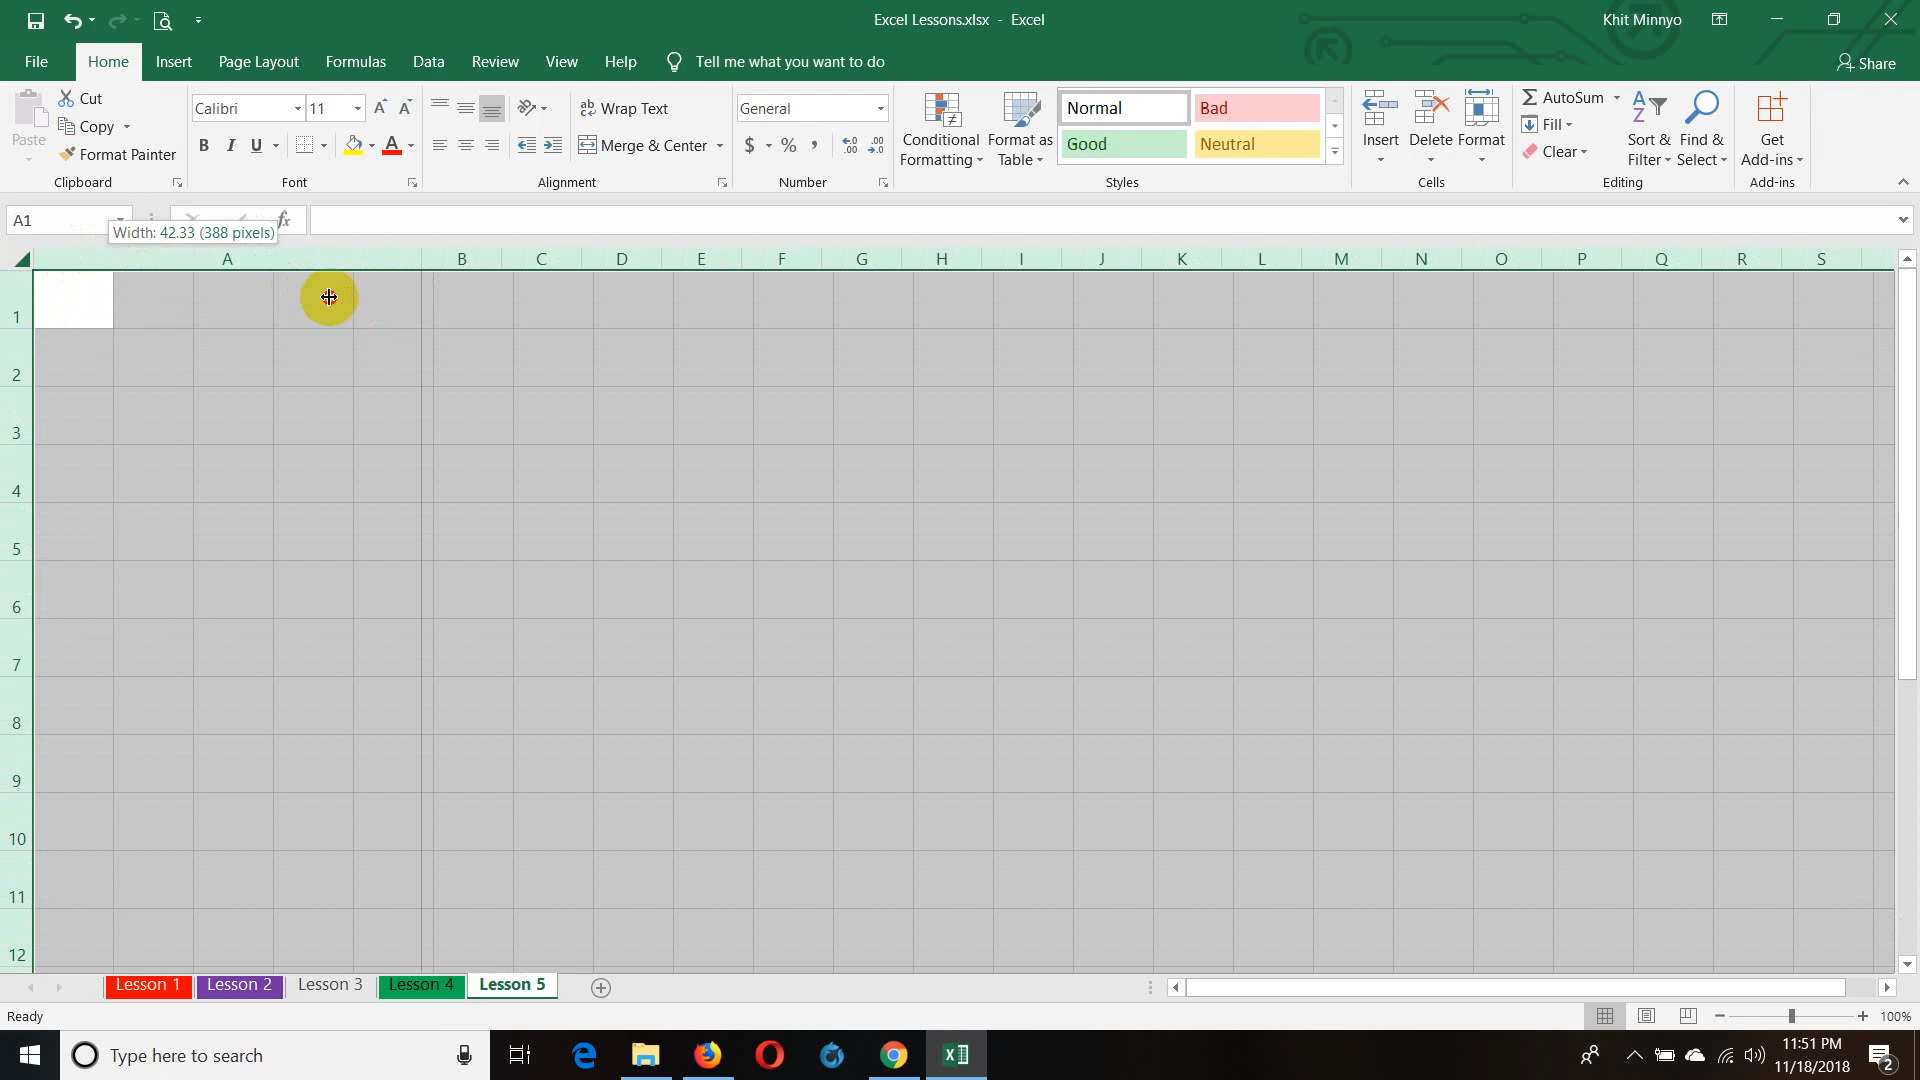 Excel Lessons.xlsx - Excel
Khit Minnyo
File Home Insert Page Layout Formulas Data Review View Help Tell me what you want to do Share
Paste
Cut
Copy
Format Painter
Clipboard
Calibri 11
B I U A
Font
Wrap Text
Merge & Center
Alignment
General
$ % ,
Number
Conditional Formatting
Format as Table
Normal Bad
Good Neutral
Styles
Insert Delete Format
Cells
AutoSum
Fill
Clear
Sort & Filter
Find & Select
Editing
Get Add-ins
Add-ins
A1
fx
Width: 42.33 (388 pixels)
A B C D E F G H I J K L M N O P Q R S
1
2
3
4
5
6
7
8
9
10
11
12
Lesson 1 Lesson 2 Lesson 3 Lesson 4 Lesson 5
Ready
100%
Type here to search
11:51 PM
11/18/2018
2